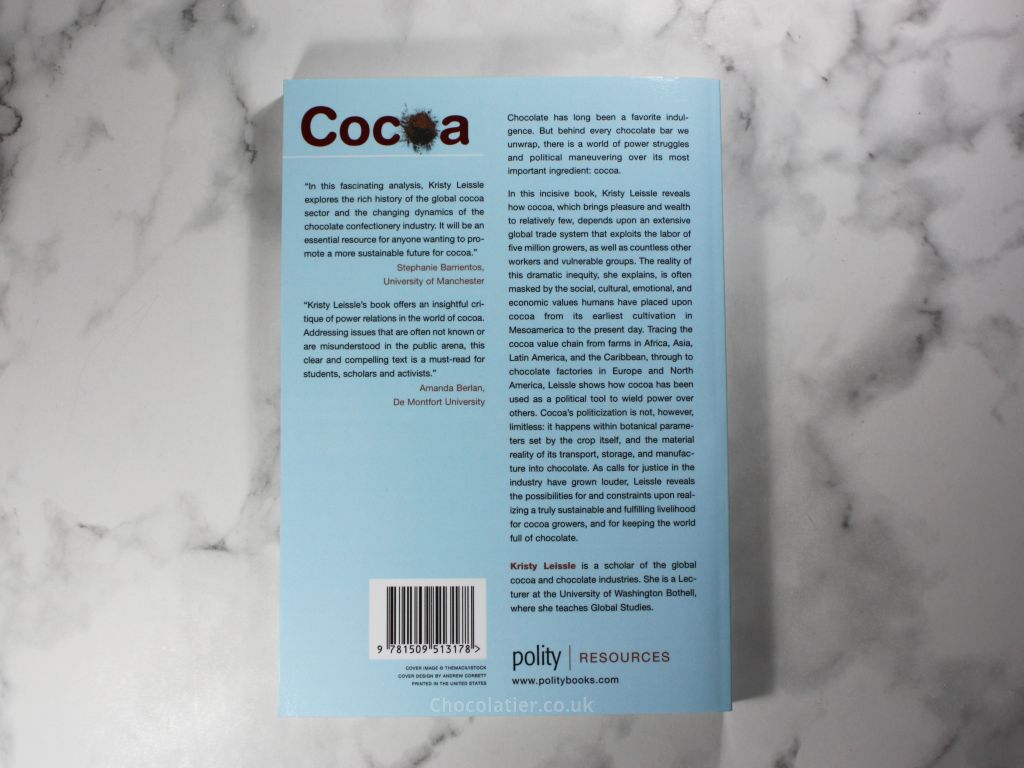 Cocoa
"In this fascinating analysis, Kristy Leissle
explores the rich history of the global cocoa
sector and the changing dynamics of the
chocolate confectionery industry. It will be an
essential resource for anyone wanting to pro-
mote a more sustainable future for cocoa."
Stephanie Barrientos,
University of Manchester
"Kristy Leissle's book offers an insightful cri-
tique of power relations in the world of cocoa.
Addressing issues that are often not known or
are misunderstood in the public arena, this
clear and compelling text is a must-read for
students, scholars and activists."
Amanda Berlan,
De Montfort University
9 781509 513178 >
COVER IMAGE © THEMACX/ISTOCK
COVER DESIGN BY ANDREW CORBETT
PRINTED IN THE UNITED STATES
Chocolate has long been a favorite indul-
gence. But behind every chocolate bar we
unwrap, there is a world of power struggles
and political maneuvering over its most
important ingredient: cocoa.
In this incisive book, Kristy Leissle reveals
how cocoa, which brings pleasure and wealth
to relatively few, depends upon an extensive
global trade system that exploits the labor of
five million growers, as well as countless other
workers and vulnerable groups. The reality of
this dramatic inequity, she explains, is often
masked by the social, cultural, emotional, and
economic values humans have placed upon
cocoa from its earliest cultivation in
Mesoamerica to the present day. Tracing the
cocoa value chain from farms in Africa, Asia,
Latin America, and the Caribbean, through to
chocolate factories in Europe and North
America, Leissle shows how cocoa has been
used as a political tool to wield power over
others. Cocoa's politicization is not, however,
limitless: it happens within botanical parame-
ters set by the crop itself, and the material
reality of its transport, storage, and manufac-
ture into chocolate. As calls for justice in the
industry have grown louder, Leissle reveals
the possibilities for and constraints upon real-
izing a truly sustainable and fulfilling livelihood
for cocoa growers, and for keeping the world
full of chocolate.
Kristy Leissle is a scholar of the global
cocoa and chocolate industries. She is a Lec-
turer at the University of Washington Bothell,
where she teaches Global Studies.
polity | RESOURCES
www.politybooks.com
Chocolatier.co.uk